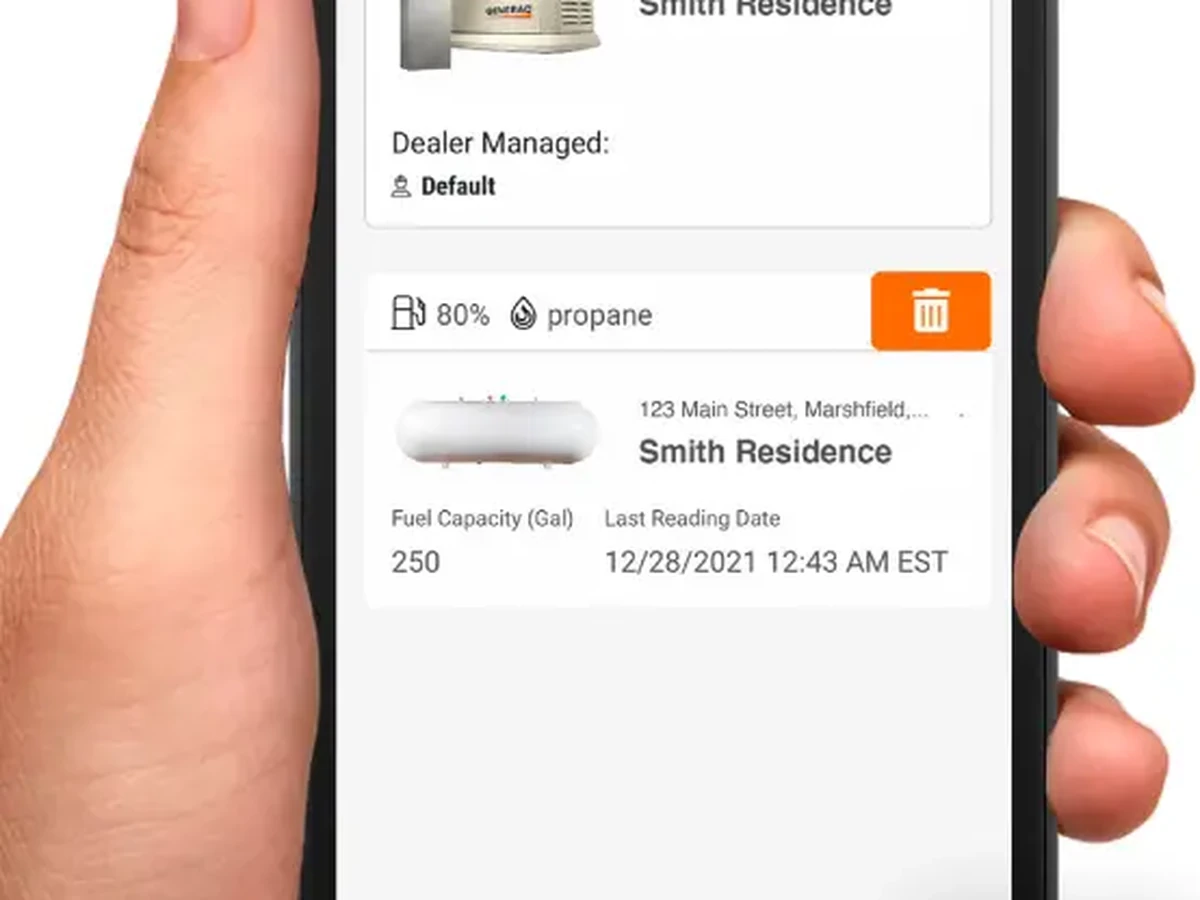 GENERAC
Smith Residence
Dealer Managed:
Default
80% propane
123 Main Street, Marshfield,...
Smith Residence
Fuel Capacity (Gal) Last Reading Date
250 12/28/2021 12:43 AM EST